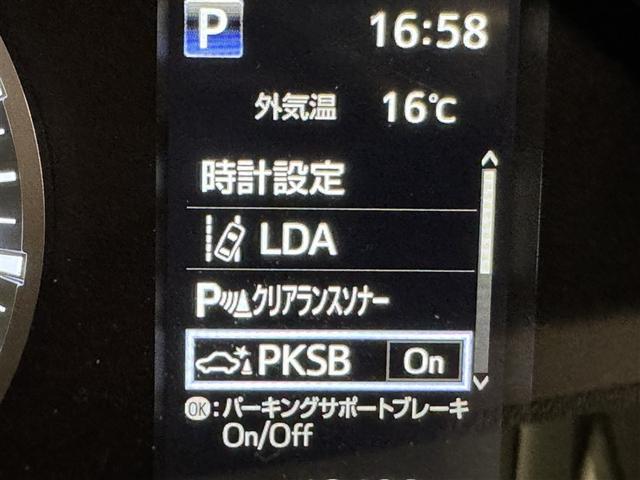 P 16:58
外気温 16℃
時計設定
LDA
P クリアランスソナー
PKSB On
OK:パーキングサポートブレーキ
On/Off